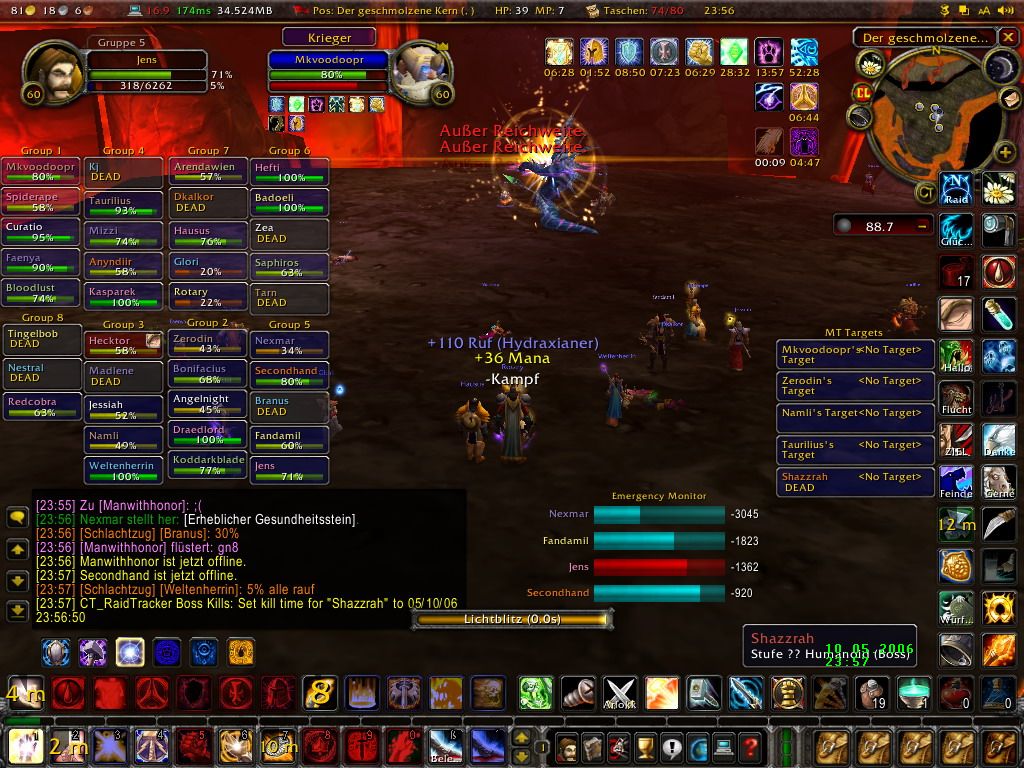 81 18 6 16.9 174ms 34.524MB Pos: Der geschmolzene Kern (, ) HP: 39 MP: 7 Taschen: 74/80 23:56
Gruppe 5
Jens
71%
318/6262 5%
60
Krieger
Mkvoodoopr
80%
60
06:28 01:52 08:50 07:23 06:29 28:32 13:57 52:28
06:44
00:09 04:47
Der geschmolzene...
Außer Reichweite.
Außer Reichweite.
Group 1
Mkvoodoopr
80%
Spiderape
58%
Curatio
95%
Faenya
90%
Bloodlust
74%
Group 4
Kj
DEAD
Taurilius
93%
Mizzi
74%
Anyndiir
58%
Kasparek
100%
Group 7
Arendawien
57%
Dkalkor
DEAD
Hausus
76%
Glori
20%
Rotary
22%
Group 6
Hefti
100%
Badoeli
100%
Zea
DEAD
Saphiros
63%
Tarn
DEAD
Group 8
Tingelbob
DEAD
Nestral
DEAD
Redcobra
63%
Group 3
Hecktor
58%
Madlene
DEAD
Jessiah
52%
Namli
49%
Weltenherrin
100%
Group 2
Zerodin
43%
Bonifacius
68%
Angelnight
45%
Draedlord
100%
Koddarkblade
77%
Group 5
Nexmar
34%
Secondhand
80%
Branus
DEAD
Fandamil
60%
Jens
71%
CT
CL
N
88.7
Raid
Glüc...
17
Hallo
Flucht
ZIEL
Danke
Feinde
Gerne
12 m
Wurf...
+110 Ruf (Hydraxianer)
+36 Mana
-Kampf
Weltenherrin
MT Targets
Mkvoodoopr's Target <No Target>
Zerodin's Target <No Target>
Namli's Target <No Target>
Taurilius's Target <No Target>
Shazzrah <No Target>
DEAD
Emergency Monitor
Nexmar -3045
Fandamil -1823
Jens -1362
Secondhand -920
[23:55] Zu [Manwithhonor]: ;(
[23:56] Nexmar stellt her: [Erheblicher Gesundheitsstein].
[23:56] [Schlachtzug] [Branus]: 30%
[23:56] [Manwithhonor] flüstert: gn8
[23:56] Manwithhonor ist jetzt offline.
[23:57] Secondhand ist jetzt offline.
[23:57] [Schlachtzug] [Weltenherrin]: 5% alle rauf
[23:57] CT_RaidTracker Boss Kills: Set kill time for "Shazzrah" to 05/10/06
23:56:50
Lichtblitz (0.0s)
Shazzrah
Stufe ?? Humanoid (Boss)
10.05.2006
23:57
4 m
8
19
0
0
2 m
10 m
Bele...